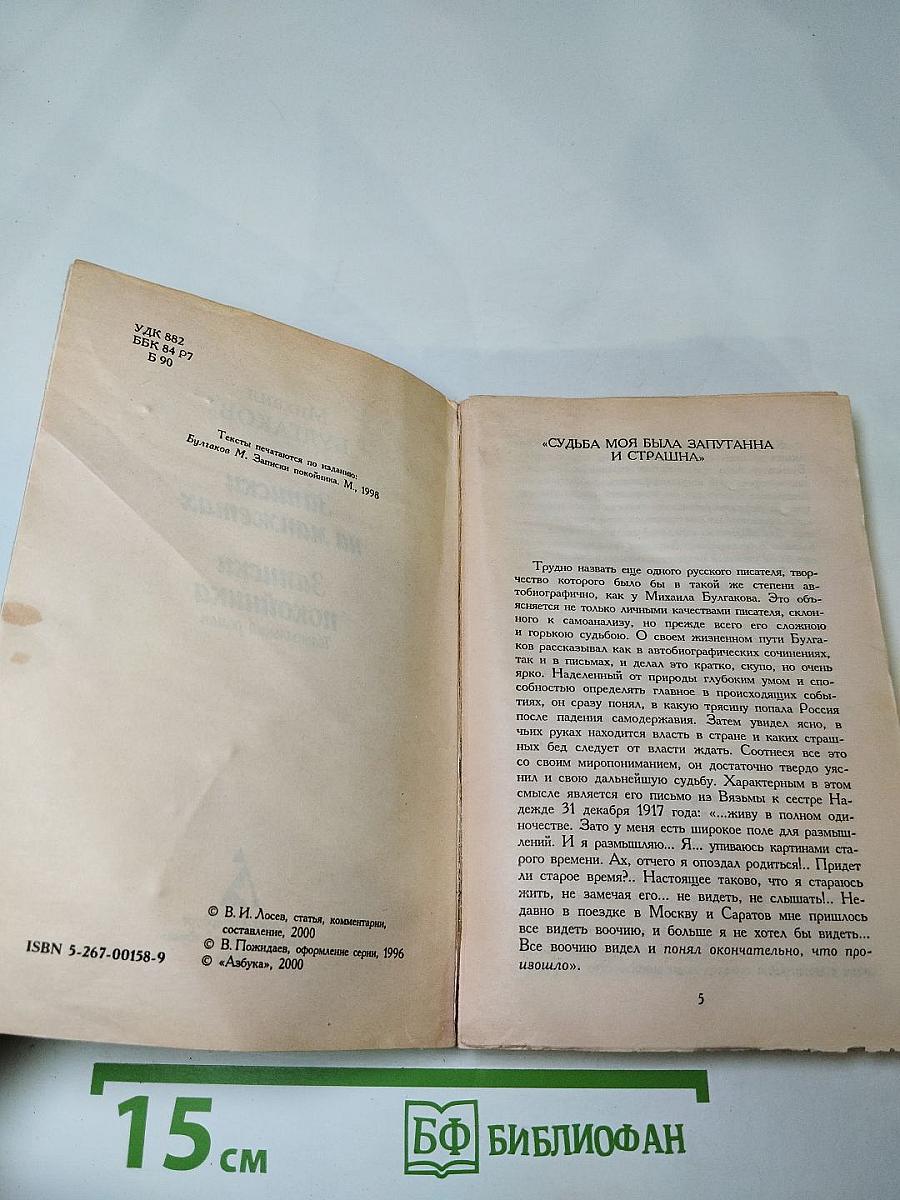 УДК 882
ББК 84 Р7
Б 90
Тексты печатаются по изданию:
Булгаков М. Записки покойника. М., 1998
© В. И. Лосев, статья, комментарии,
составление, 2000
© В. Пожидаев, оформление серии, 1996
© «Азбука», 2000
ISBN 5-267-00158-9
«СУДЬБА МОЯ БЫЛА ЗАПУТАННА
И СТРАШНА»
Трудно назвать еще одного русского писателя, твор-
чество которого было бы в такой же степени ав-
тобиографично, как у Михаила Булгакова. Это объ-
ясняется не только личными качествами писателя, склон-
ного к самоанализу, но прежде всего его сложною
и горькою судьбою. О своем жизненном пути Булга-
ков рассказывал как в автобиографических сочинениях,
так и в письмах, и делал это кратко, скупо, но очень
ярко. Наделенный от природы глубоким умом и спо-
собностью определять главное в происходящих собы-
тиях, он сразу понял, в какую трясину попала Россия
после падения самодержавия. Затем увидел ясно, в
чьих руках находится власть в стране и каких страш-
ных бед следует от власти ждать. Соотнеся все это
со своим миропониманием, он достаточно твердо уяс-
нил и свою дальнейшую судьбу. Характерным в этом
смысле является его письмо из Вязьмы к сестре На-
дежде 31 декабря 1917 года: «...живу в полном оди-
ночестве. Зато у меня есть широкое поле для размыш-
лений. И я размышляю... Я... упиваюсь картинами ста-
рого времени. Ах, отчего я опоздал родиться!.. Придет
ли старое время?.. Настоящее таково, что я стараюсь
жить, не замечая его... не видеть, не слышать!.. Не-
давно в поездке в Москву и Саратов мне пришлось
все видеть воочию, и больше я не хотел бы видеть...
Все воочию видел и понял окончательно, что про-
изошло».
5
15 см
БФ БИБЛИОФАН